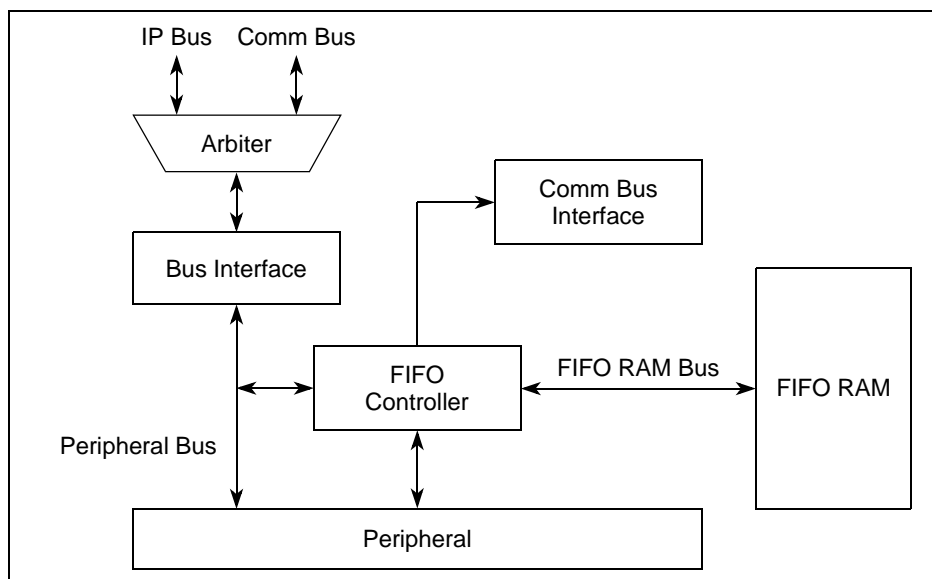 IP Bus
Comm Bus
Arbiter
Comm Bus
Interface
Bus Interface
FIFO
Controller
FIFO RAM Bus
FIFO RAM
Peripheral Bus
Peripheral